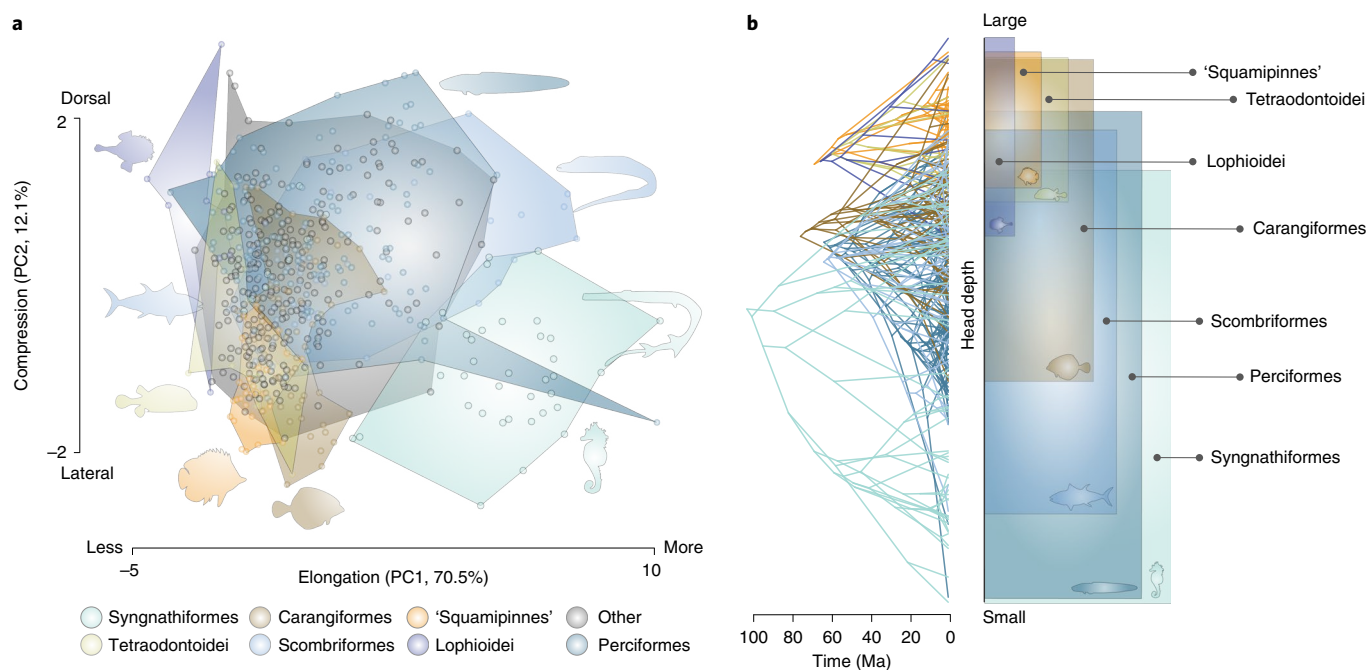 a
Dorsal
2
Compression (PC2, 12.1%)
–2
Lateral
Less
More
–5
Elongation (PC1, 70.5%)
10
Syngnathiformes
Carangiformes
‘Squamipinnes’
Other
Tetraodontoidei
Scombriformes
Lophioidei
Perciformes
b
Large
‘Squamipinnes’
Tetraodontoidei
Lophioidei
Carangiformes
Head depth
Scombriformes
Perciformes
Syngnathiformes
Small
100 80 60 40 20 0
Time (Ma)